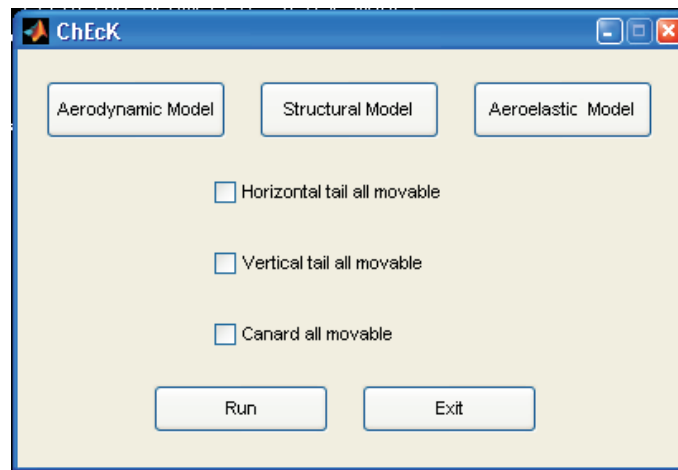 ChEcK
Aerodynamic Model Structural Model Aeroelastic Model
Horizontal tail all movable
Vertical tail all movable
Canard all movable
Run Exit